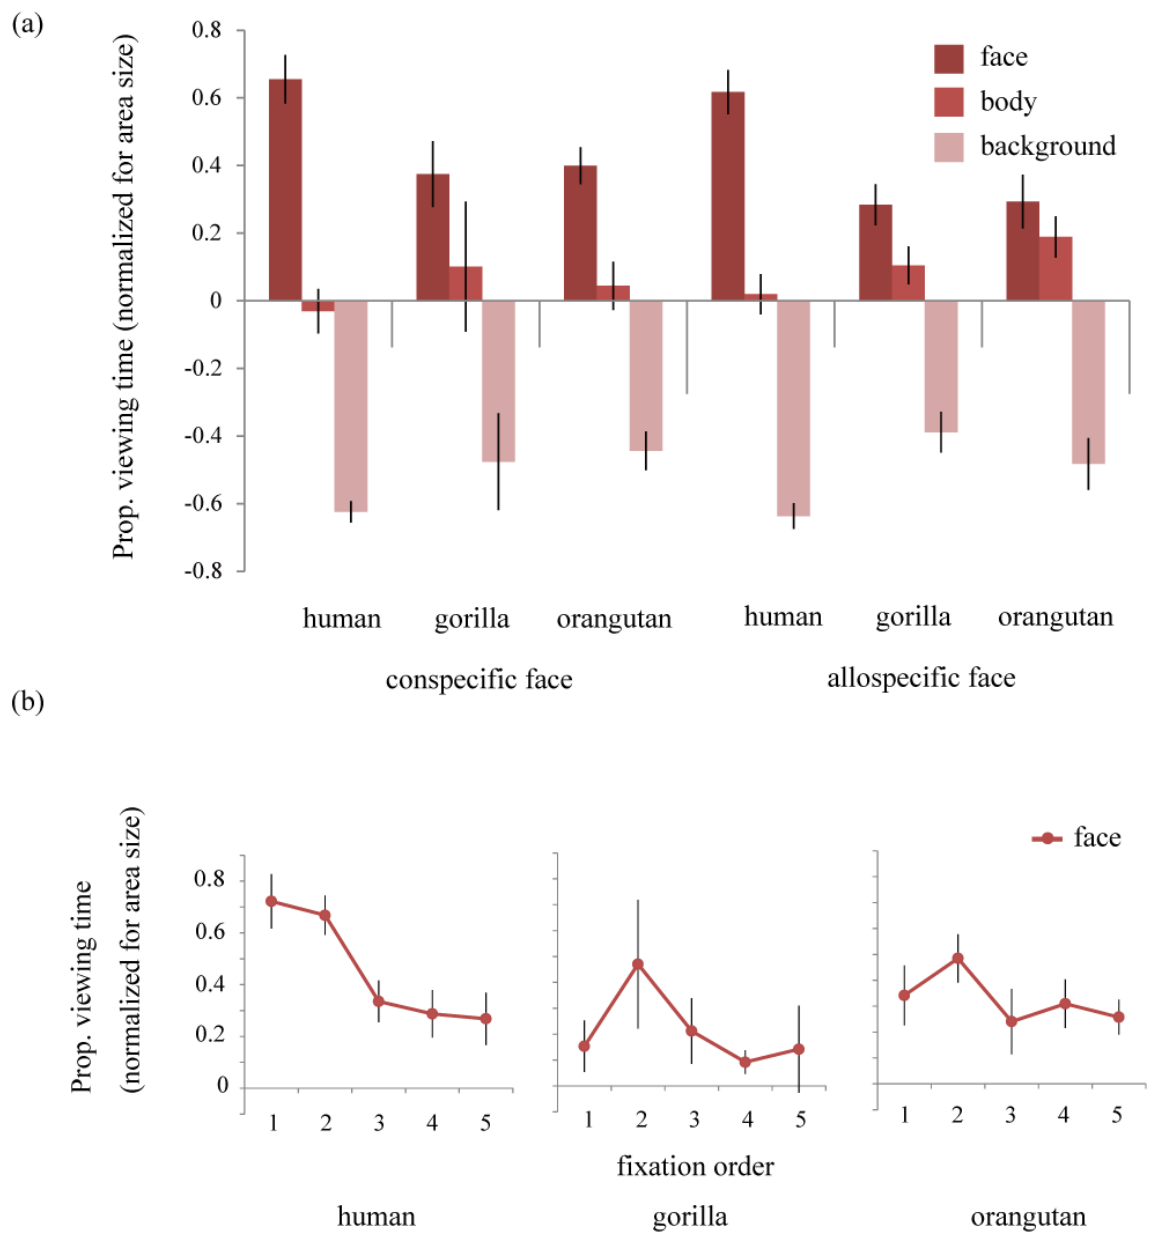 (a)
Prop. viewing time (normalized for area size)
0.8
0.6
0.4
0.2
0
-0.2
-0.4
-0.6
-0.8
face
body
background
human gorilla orangutan human gorilla orangutan
conspecific face allospecific face
(b)
Prop. viewing time
(normalized for area size)
0.8
0.6
0.4
0.2
0
face
1 2 3 4 5 1 2 3 4 5 1 2 3 4 5
fixation order
human gorilla orangutan